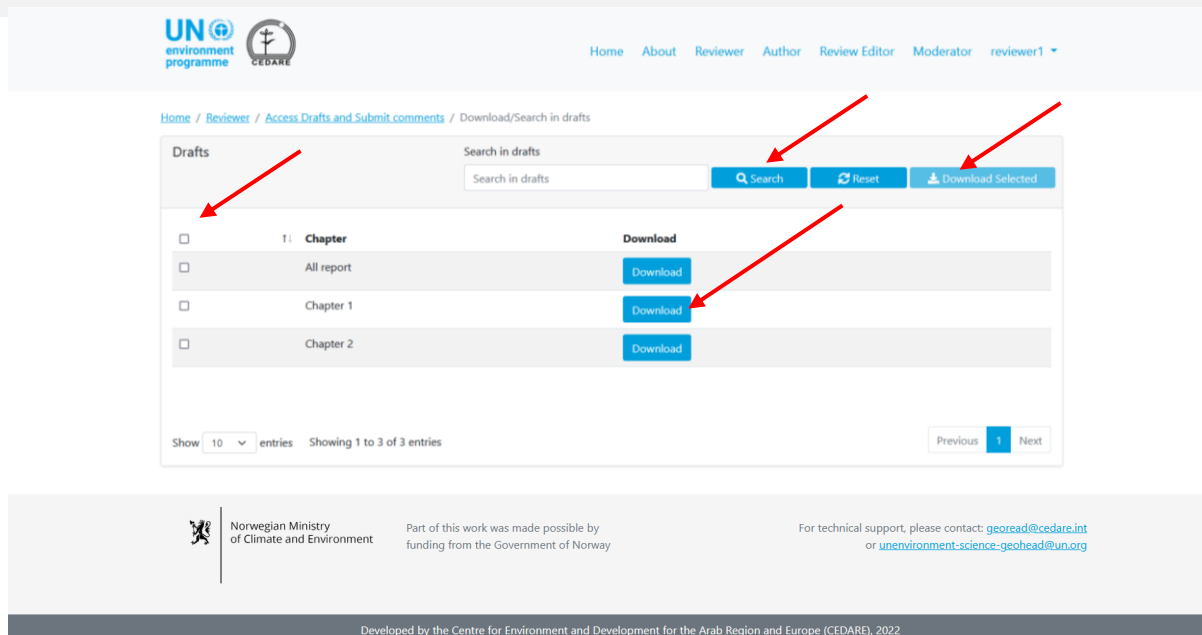 UN
environment
programme
CEDARE
Home About Reviewer Author Review Editor Moderator reviewer1
Home / Reviewer / Access Drafts and Submit comments / Download/Search in drafts
Drafts
Search in drafts
Search in drafts
Search Reset Download Selected
Chapter Download
All report Download
Chapter 1 Download
Chapter 2 Download
Show 10 entries Showing 1 to 3 of 3 entries
Previous 1 Next
Norwegian Ministry
of Climate and Environment
Part of this work was made possible by
funding from the Government of Norway
For technical support, please contact: georead@cedare.int
or unenvironment-science-geohead@un.org
Developed by the Centre for Environment and Development for the Arab Region and Europe (CEDARE), 2022